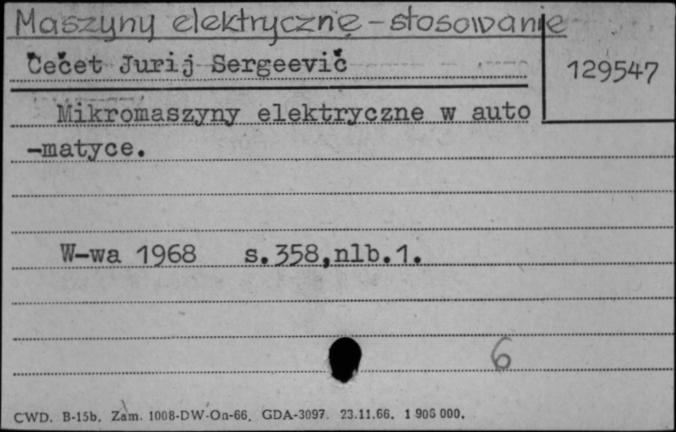 Maszyny elektryczne - stosowanie
Čečet Jurij Sergeevič
129547
Mikromaszyny elektryczne w auto
-matyce.
W-wa 1968 s.358,nlb.1.
6
CWD. B-15b. Zam. 1008-DW-On-66. GDA-3097. 23.11.66. 1 906 000.